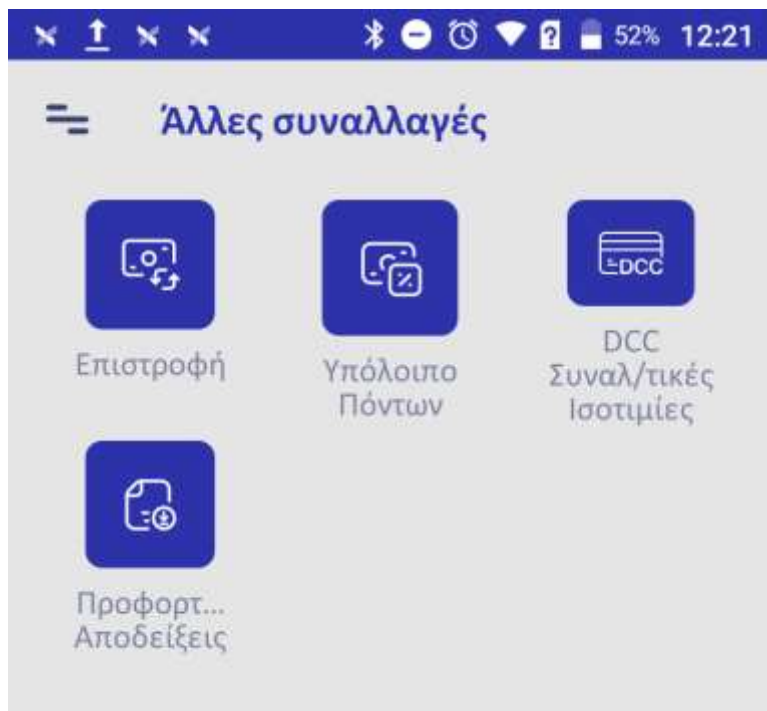 52% 12:21
Άλλες συναλλαγές
Επιστροφή
Υπόλοιπο
Πόντων
DCC
DCC
Συναλ/τικές
Ισοτιμίες
Προφορτ...
Αποδείξεις